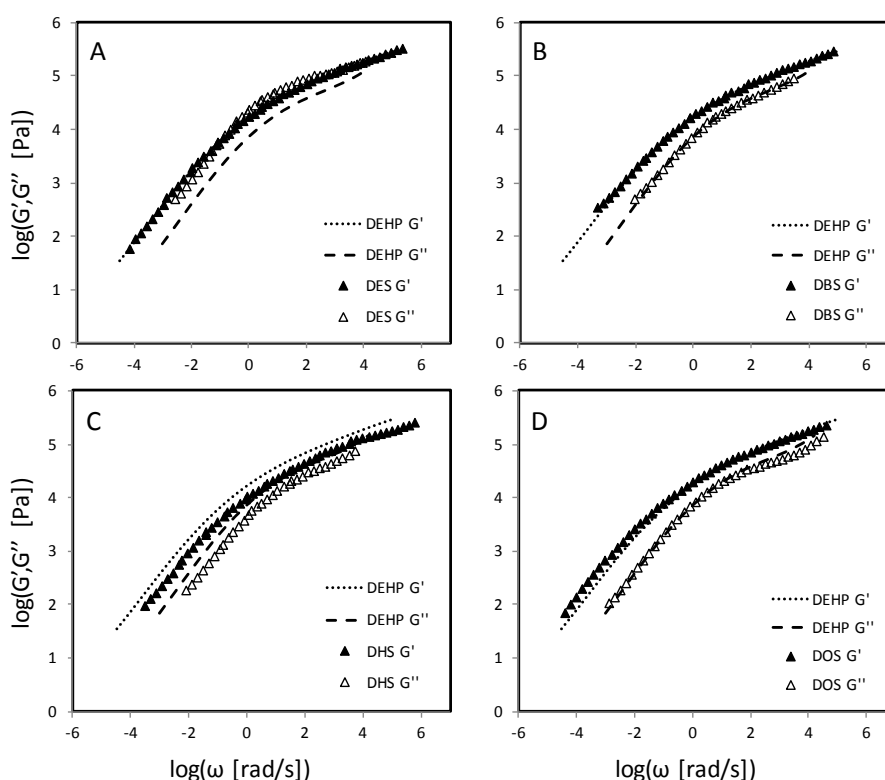 A
log(G′,G″ [Pa])
6
5
4
3
2
1
0
-6 -4 -2 0 2 4 6
DEHP G'
DEHP G''
DES G'
DES G''
B
6
5
4
3
2
1
0
-6 -4 -2 0 2 4 6
DEHP G'
DEHP G''
DBS G'
DBS G''
C
log(G′,G″ [Pa])
6
5
4
3
2
1
0
-6 -4 -2 0 2 4 6
DEHP G'
DEHP G''
DHS G'
DHS G''
log(ω [rad/s])
D
6
5
4
3
2
1
0
-6 -4 -2 0 2 4 6
DEHP G'
DEHP G''
DOS G'
DOS G''
log(ω [rad/s])